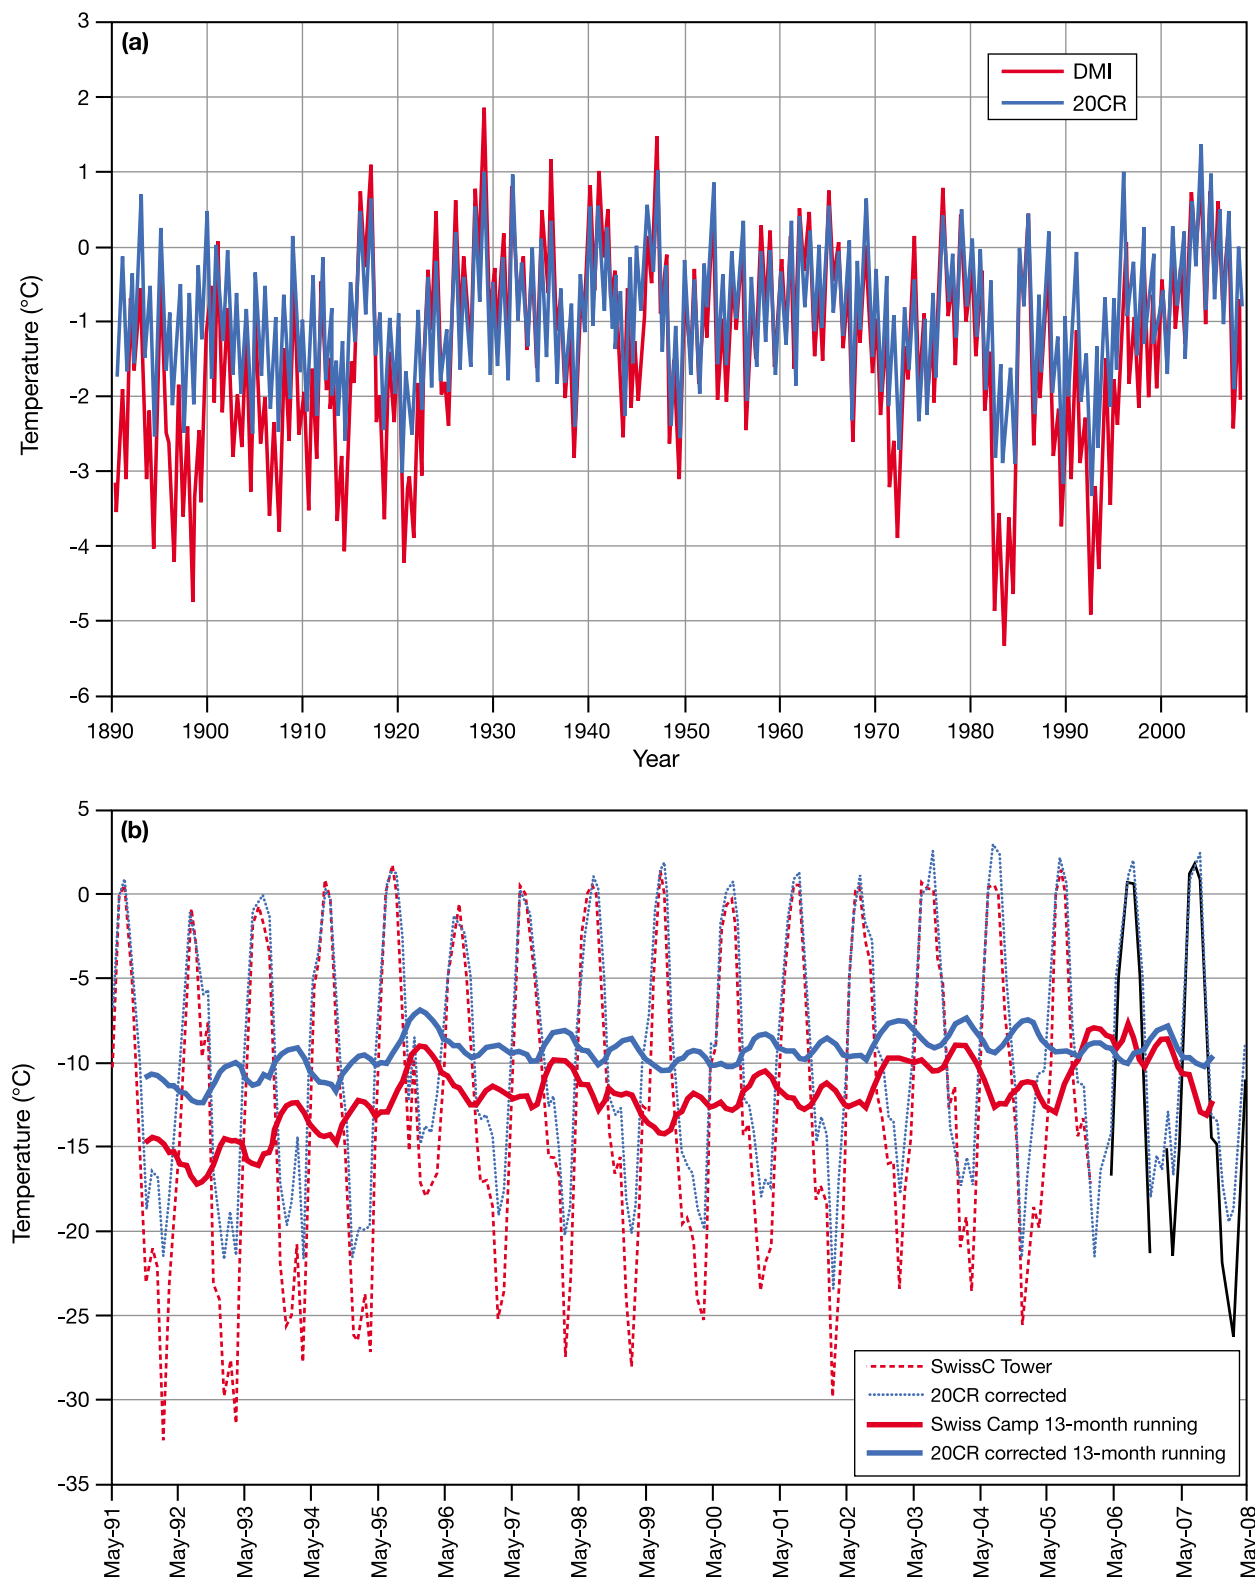 (a)
DMI
20CR
3
2
1
0
-1
-2
-3
-4
-5
-6
Temperature (°C)
1890 1900 1910 1920 1930 1940 1950 1960 1970 1980 1990 2000
Year
(b)
5
0
-5
-10
-15
-20
-25
-30
-35
Temperature (°C)
SwissC Tower
20CR corrected
Swiss Camp 13-month running
20CR corrected 13-month running
May-91 May-92 May-93 May-94 May-95 May-96 May-97 May-98 May-99 May-00 May-01 May-02 May-03 May-04 May-05 May-06 May-07 May-08